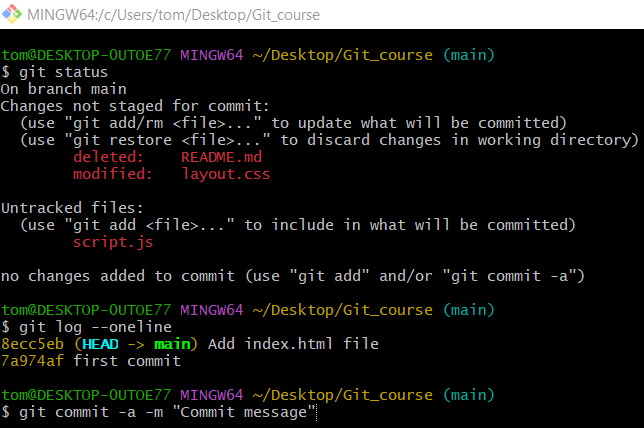 MINGW64:/c/Users/tom/Desktop/Git_course
tom@DESKTOP-OUTOE77 MINGW64 ~/Desktop/Git_course (main)
$ git status
On branch main
Changes not staged for commit:
  (use "git add/rm <file>..." to update what will be committed)
  (use "git restore <file>..." to discard changes in working directory)
        deleted:    README.md
        modified:   layout.css
Untracked files:
  (use "git add <file>..." to include in what will be committed)
        script.js
no changes added to commit (use "git add" and/or "git commit -a")
tom@DESKTOP-OUTOE77 MINGW64 ~/Desktop/Git_course (main)
$ git log --oneline
8ecc5eb (HEAD -> main) Add index.html file
7a974af first commit
tom@DESKTOP-OUTOE77 MINGW64 ~/Desktop/Git_course (main)
$ git commit -a -m "Commit message"